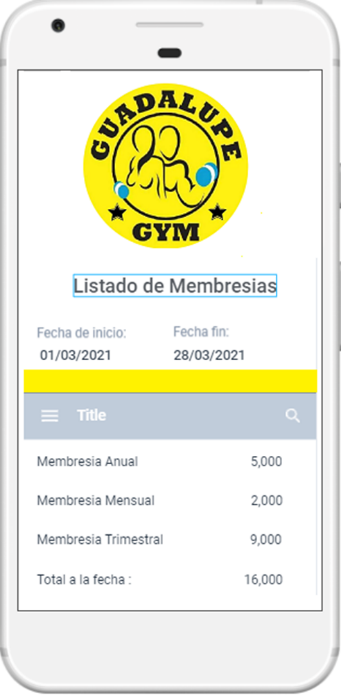 GUADALUPE
GYM
Listado de Membresias
Fecha de inicio: Fecha fin:
01/03/2021 28/03/2021
Title
Membresia Anual 5,000
Membresia Mensual 2,000
Membresia Trimestral 9,000
Total a la fecha : 16,000